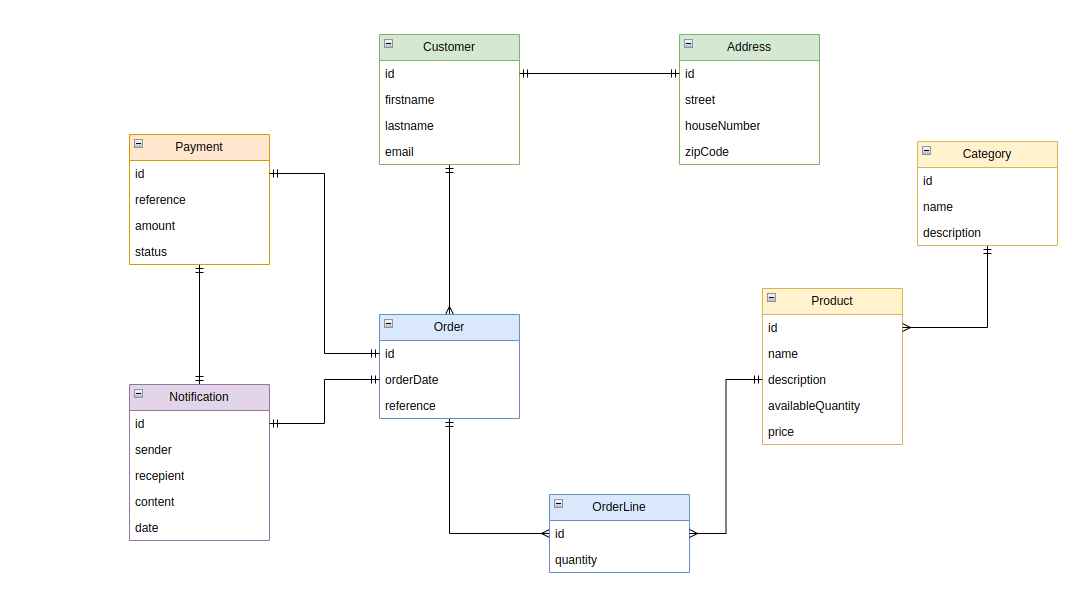 Customer
id
firstname
lastname
email
Address
id
street
houseNumber
zipCode
Payment
id
reference
amount
status
Category
id
name
description
Product
id
name
description
availableQuantity
price
Order
id
orderDate
reference
Notification
id
sender
recepient
content
date
OrderLine
id
quantity